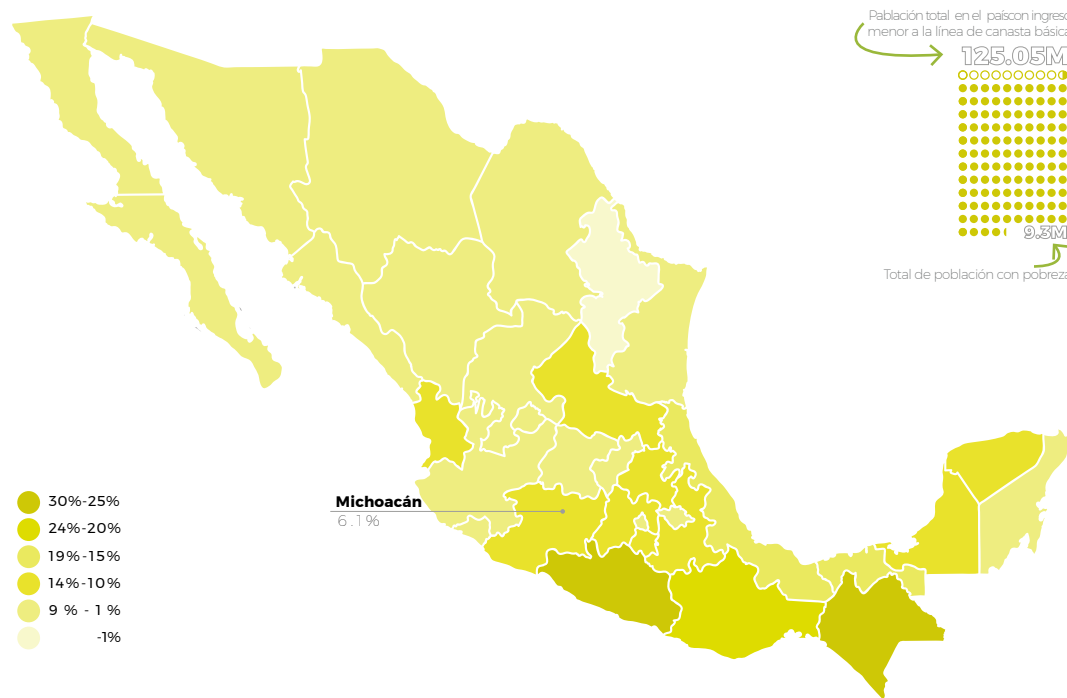 Pablación total en el paíscon ingreso
menor a la línea de canasta básica
125.05M
9.3M
Total de población con pobreza
Michoacán
6.1%
30%-25%
24%-20%
19%-15%
14%-10%
9 % - 1 %
-1%